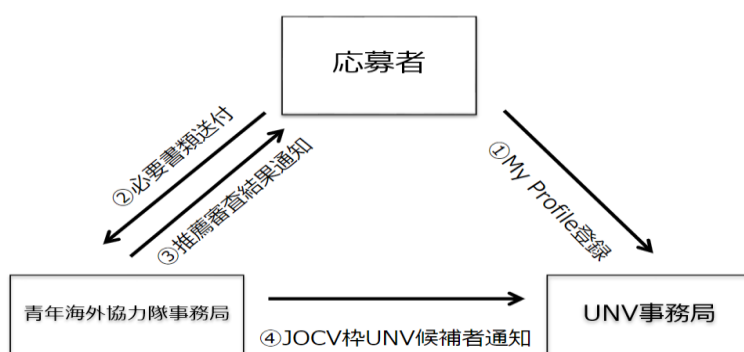 応募者
②必要書類送付
③推薦審査結果通知
①My Profile登録
青年海外協力隊事務局
④JOCV枠UNV候補者通知
UNV事務局